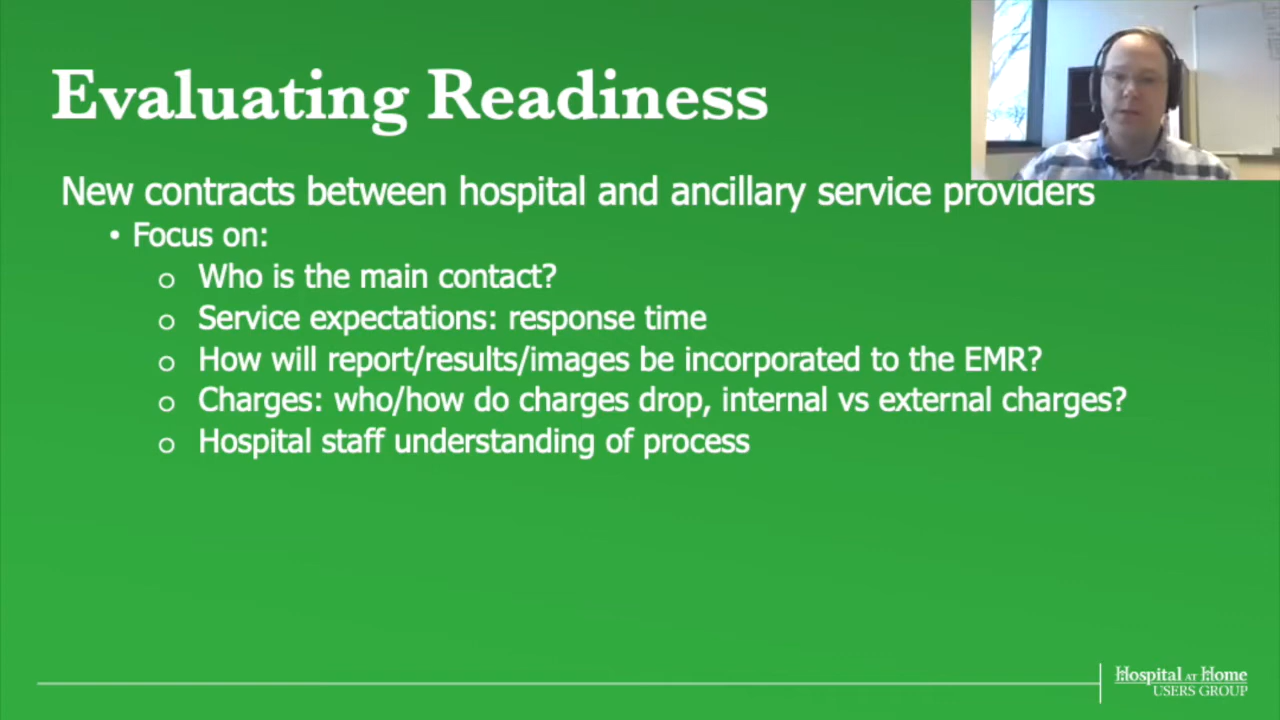 Evaluating Readiness
New contracts between hospital and ancillary service providers
• Focus on:
o Who is the main contact?
o Service expectations: response time
o How will report/results/images be incorporated to the EMR?
o Charges: who/how do charges drop, internal vs external charges?
o Hospital staff understanding of process
Hospital at Home
USERS GROUP